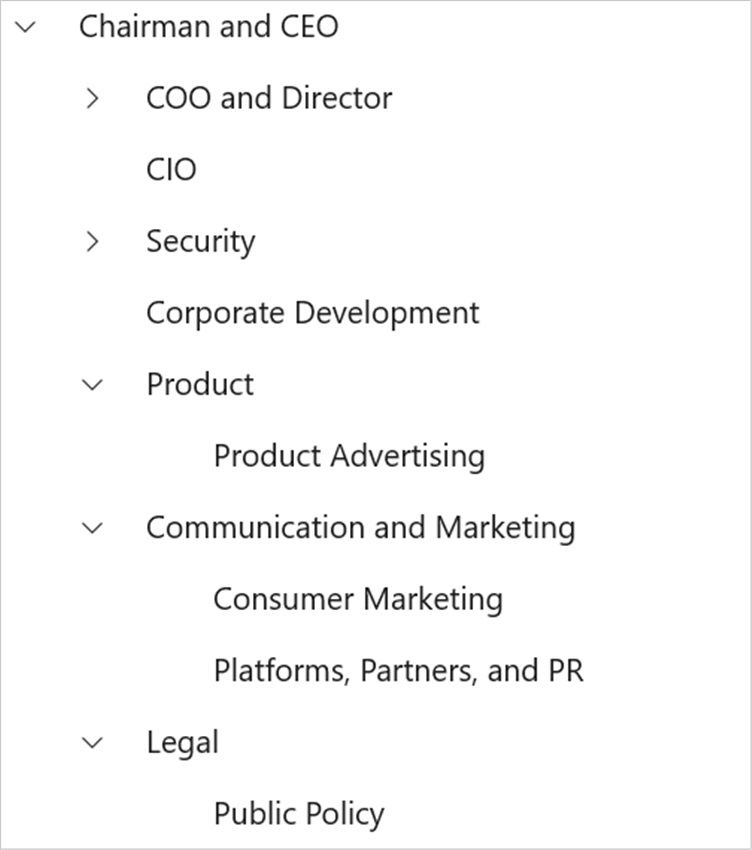 Chairman and CEO
COO and Director
CIO
Security
Corporate Development
Product
Product Advertising
Communication and Marketing
Consumer Marketing
Platforms, Partners, and PR
Legal
Public Policy